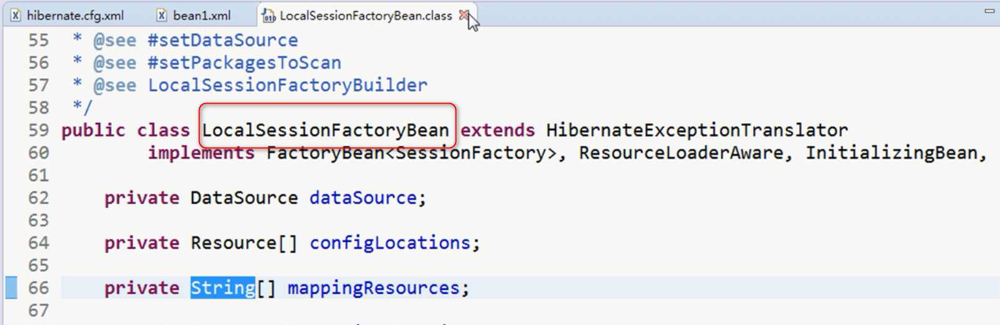 hibernate.cfg.xml bean1.xml LocalSessionFactoryBean.class
55 * @see #setDataSource
56 * @see #setPackagesToScan
57 * @see LocalSessionFactoryBuilder
58 */
59 public class LocalSessionFactoryBean extends HibernateExceptionTranslator
60 implements FactoryBean<SessionFactory>, ResourceLoaderAware, InitializingBean,
61
62 private DataSource dataSource;
63
64 private Resource[] configLocations;
65
66 private String[] mappingResources;
67